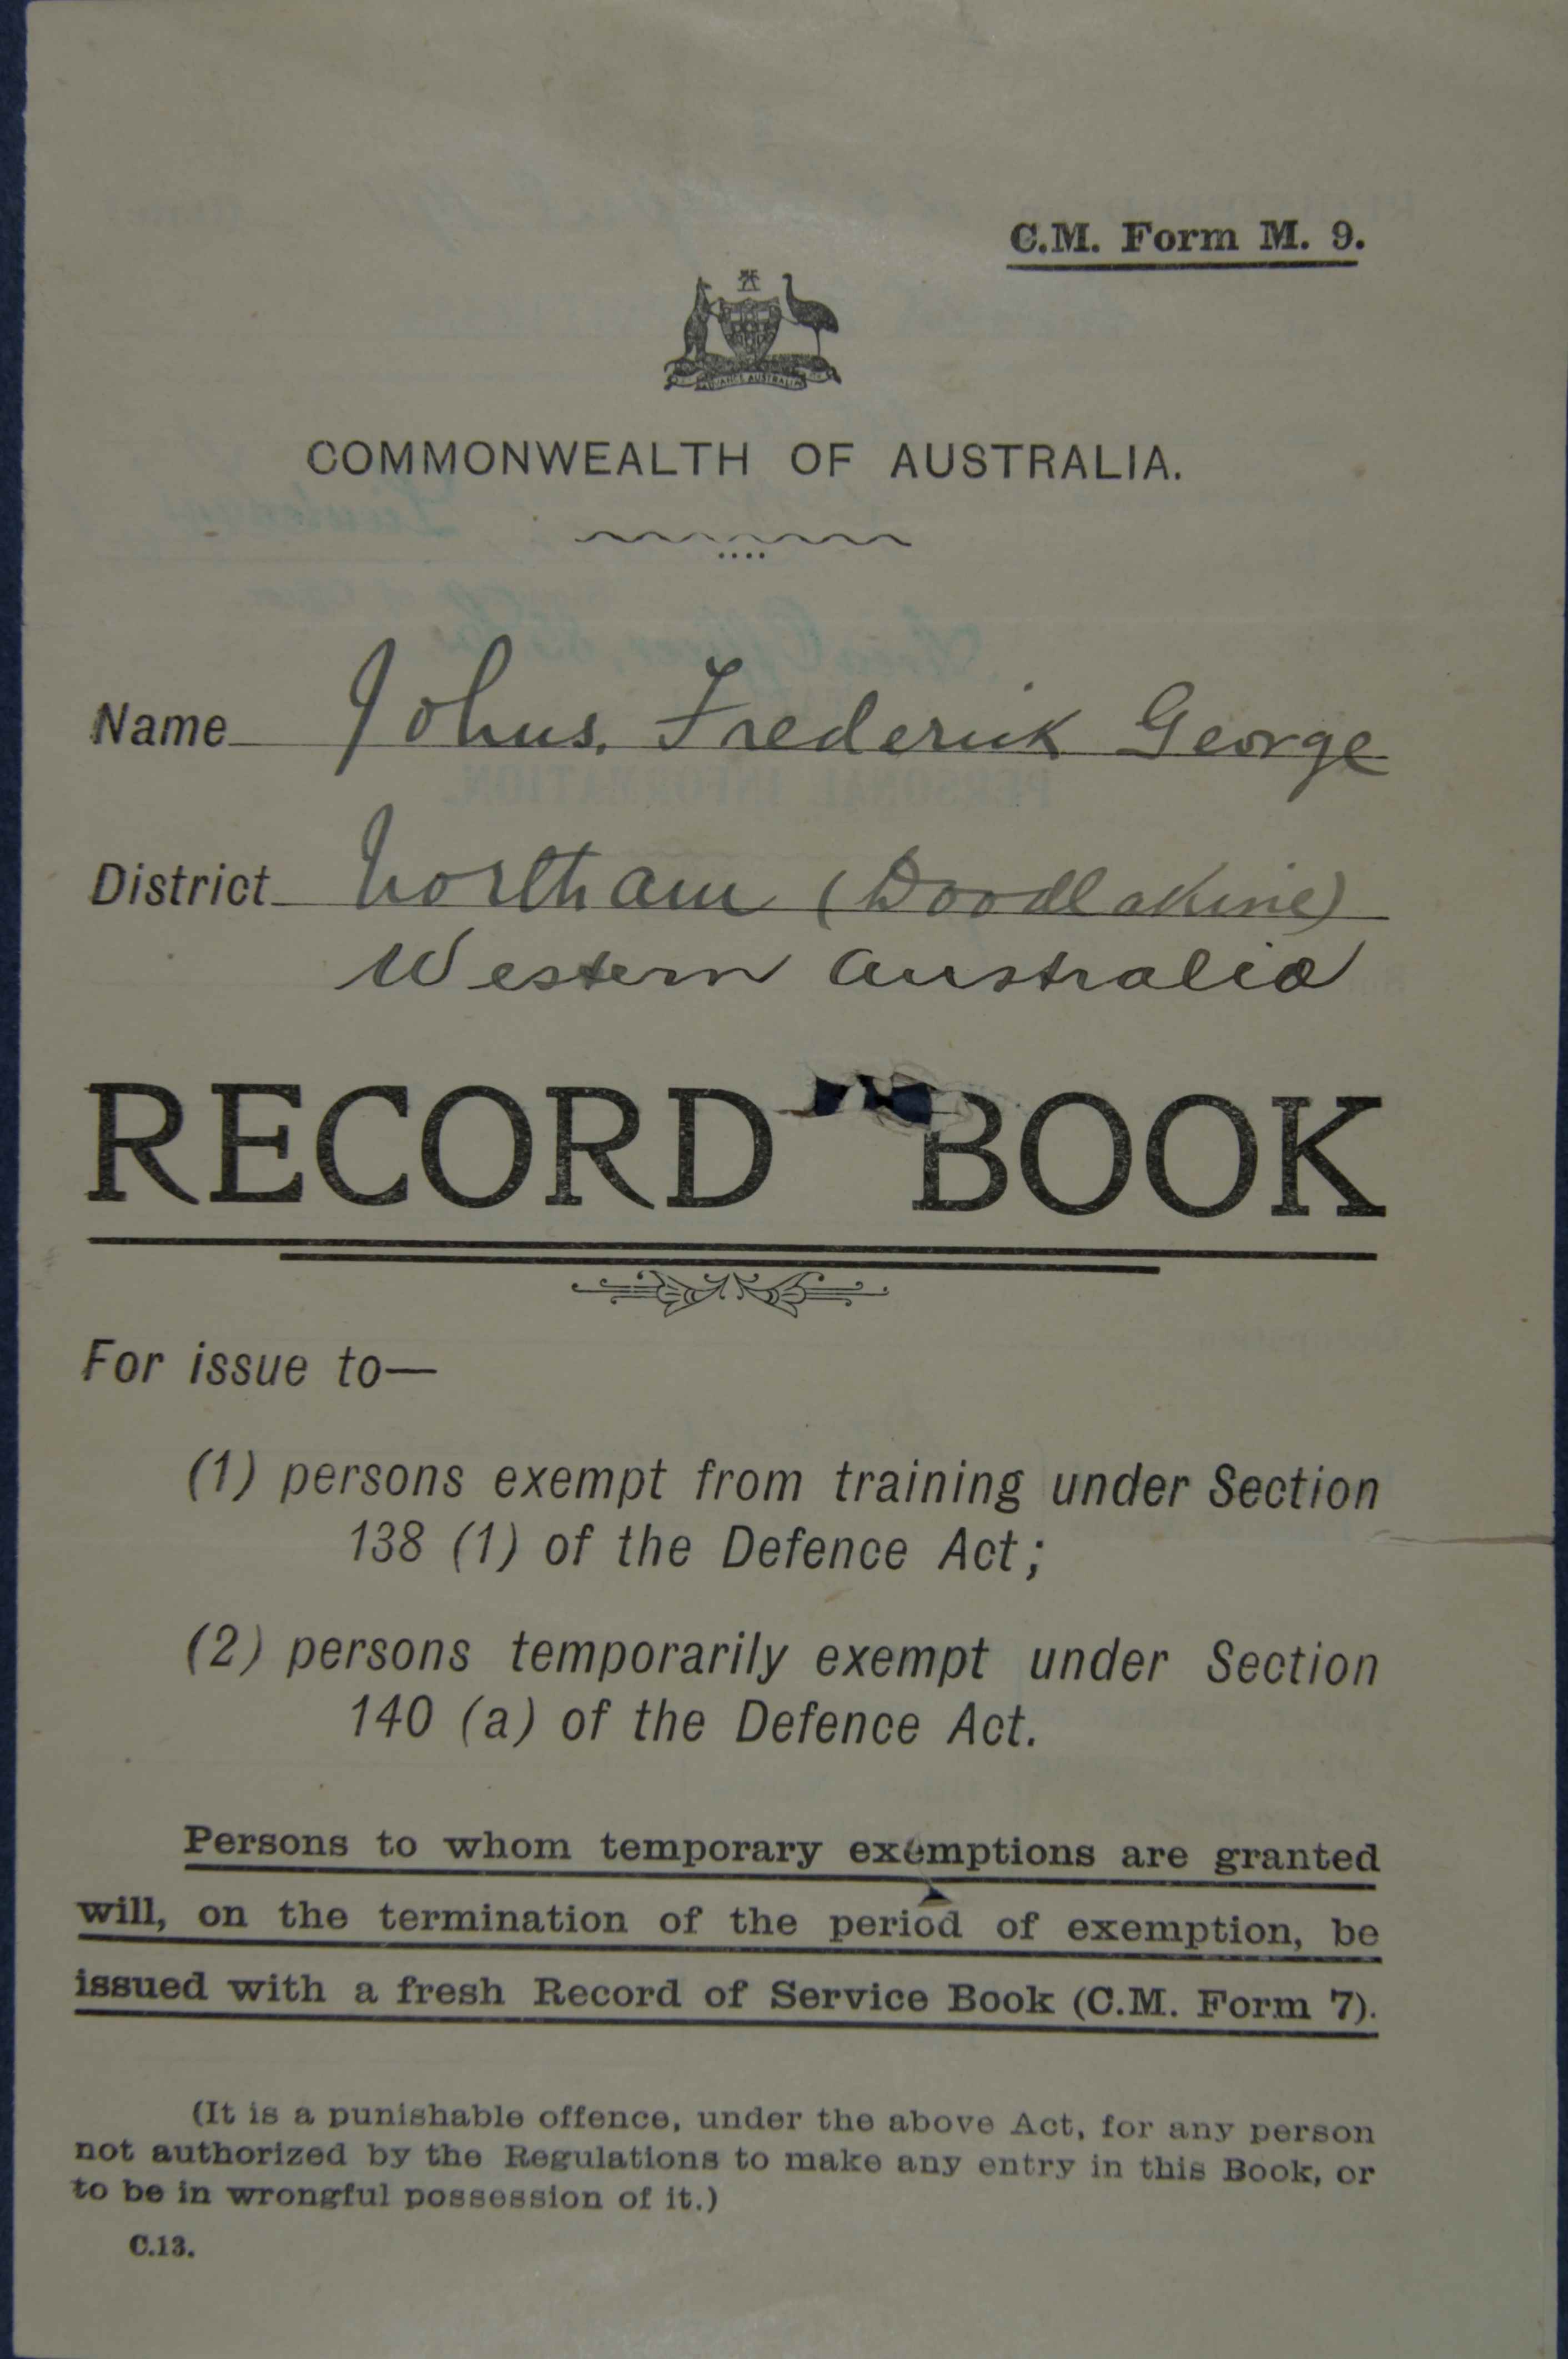 C.M. Form M. 9.
ADVANCE AUSTRALIA
COMMONWEALTH OF AUSTRALIA.
Name Johns. Frederick George
District Northam (Doodlakine)
Western Australia
RECORD BOOK
For issue to—
(1) persons exempt from training under Section
138 (1) of the Defence Act;
(2) persons temporarily exempt under Section
140 (a) of the Defence Act.
Persons to whom temporary exemptions are granted
will, on the termination of the period of exemption, be
issued with a fresh Record of Service Book (C.M. Form 7).
(It is a punishable offence, under the above Act, for any person
not authorized by the Regulations to make any entry in this Book, or
to be in wrongful possession of it.)
C.13.